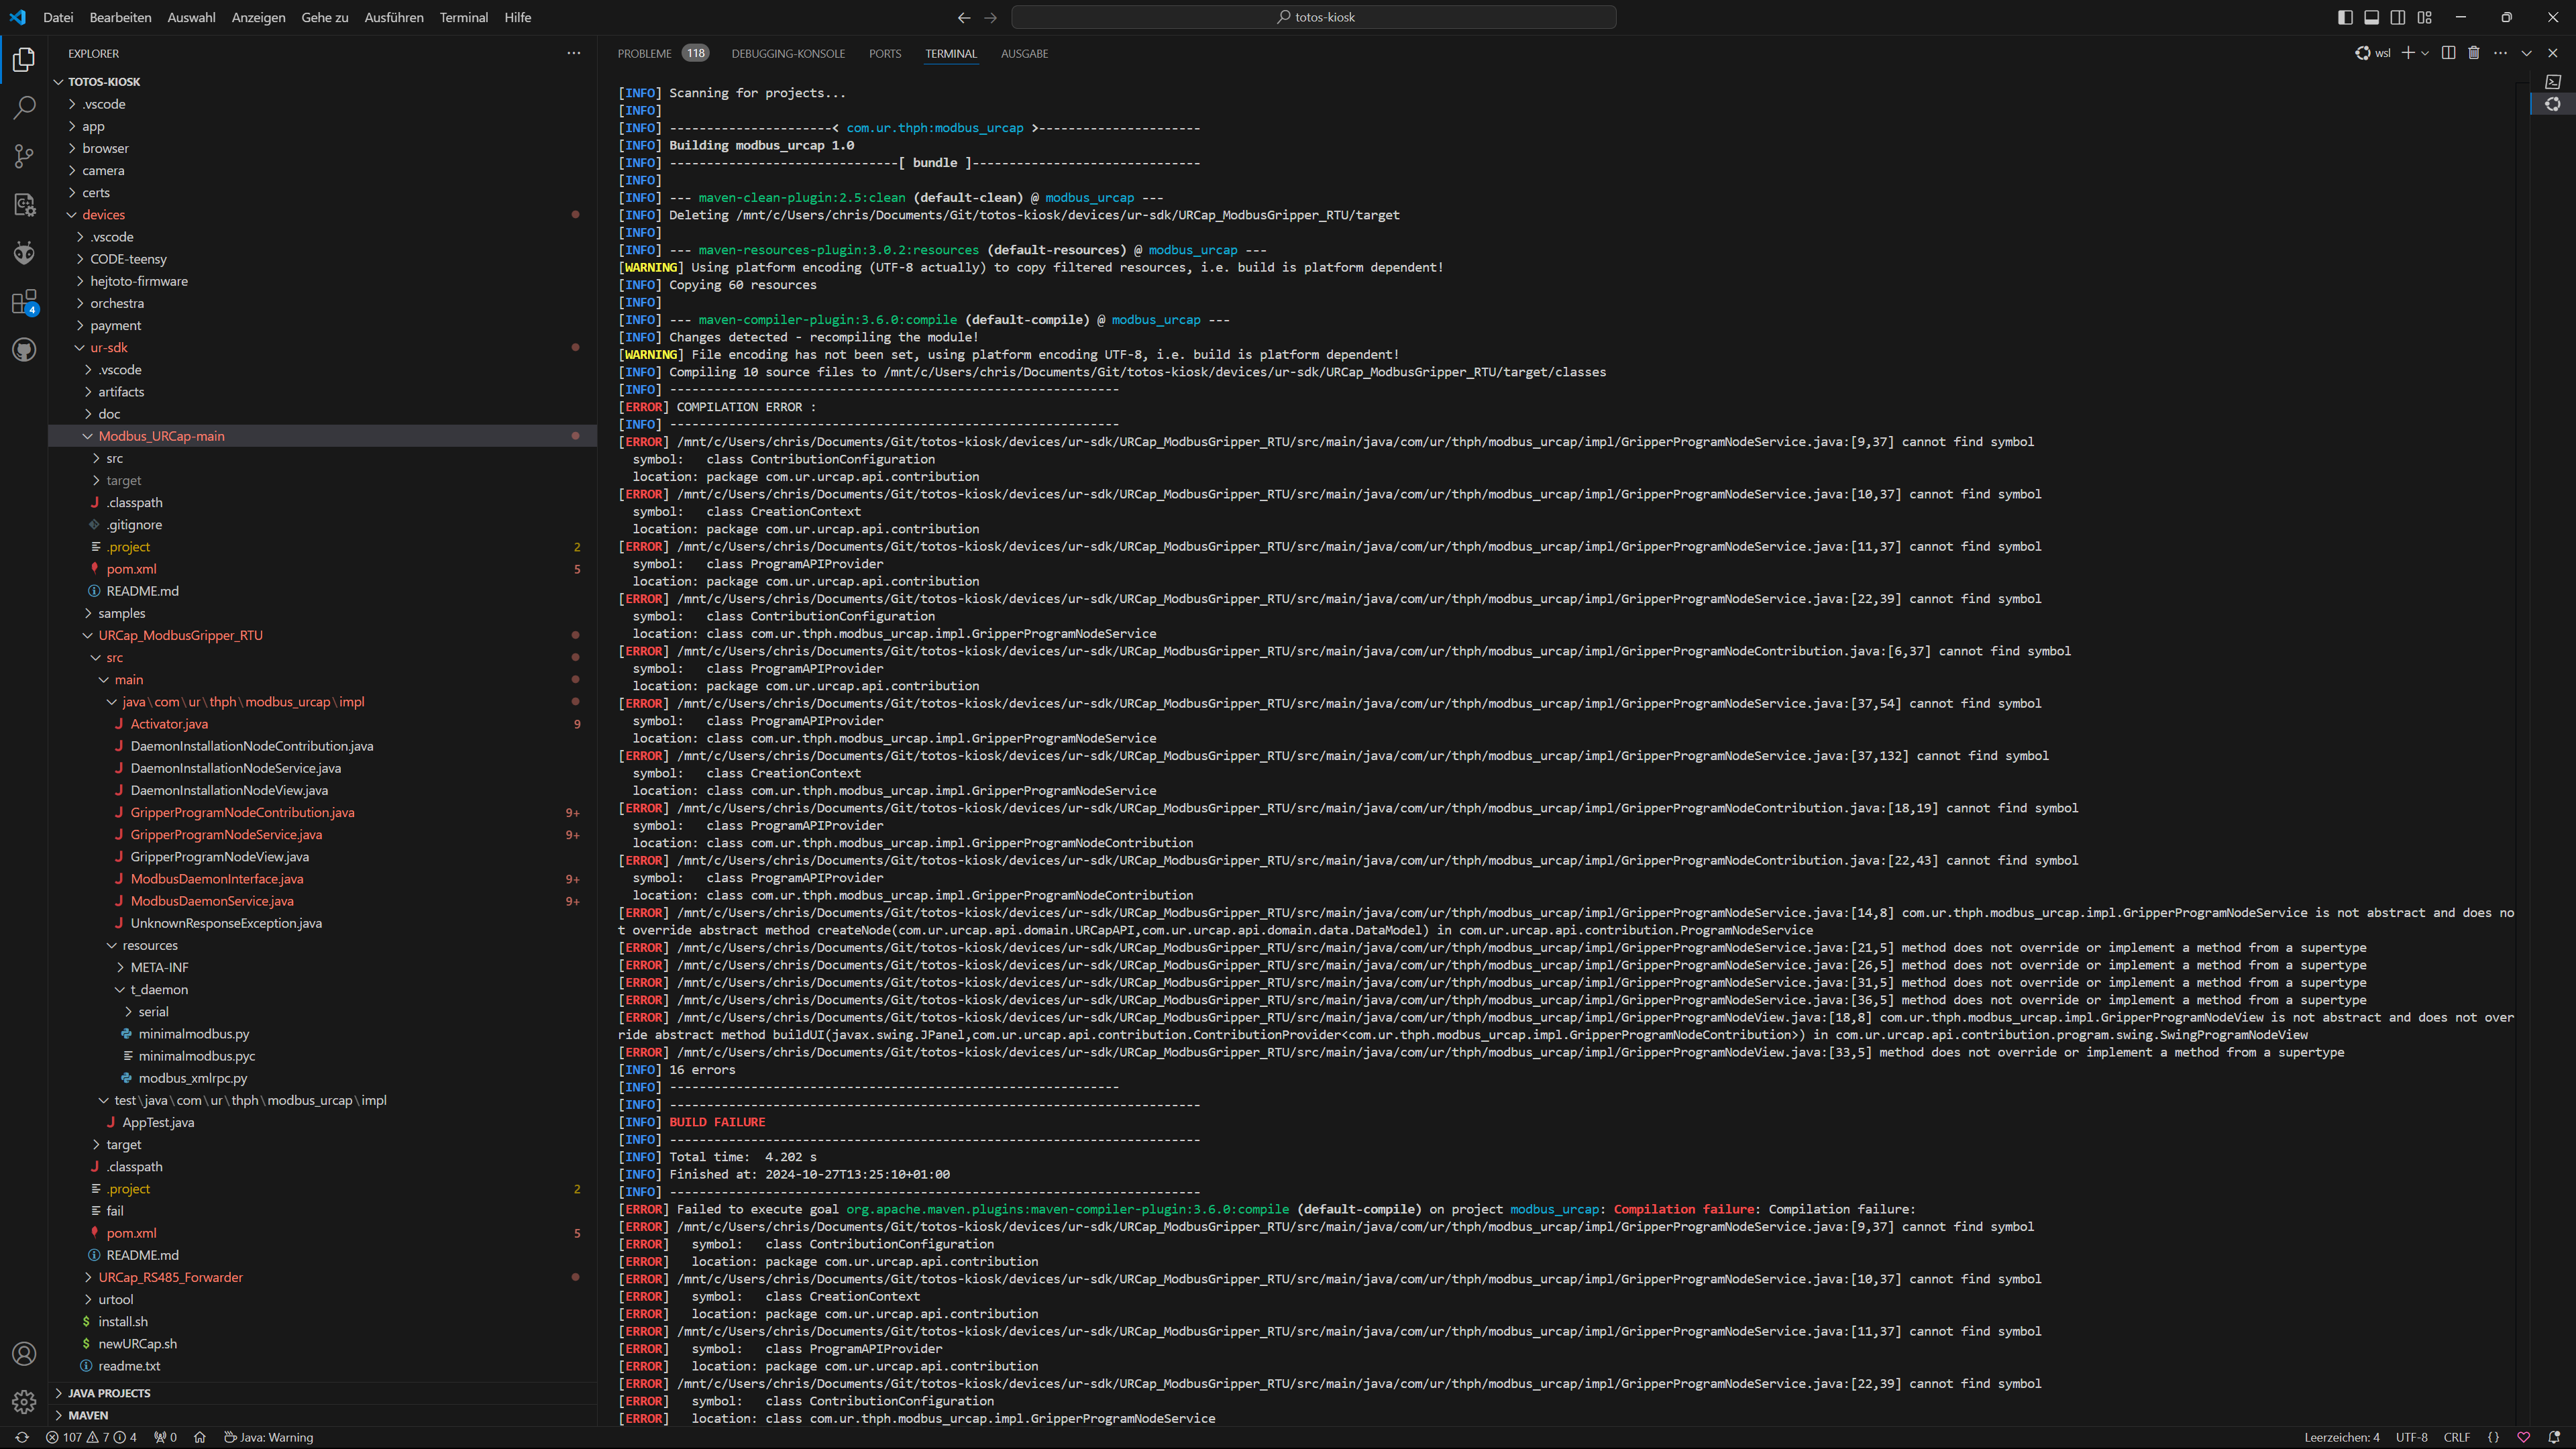 Datei Bearbeiten Auswahl Anzeigen Gehe zu Ausführen Terminal Hilfe
totos-kiosk
EXPLORER
TOTOS-KIOSK
.vscode
app
browser
camera
certs
devices
.vscode
CODE-teensy
hejtoto-firmware
orchestra
payment
ur-sdk
.vscode
artifacts
doc
Modbus_URCap-main
src
target
.classpath
.gitignore
.project 2
pom.xml 5
README.md
samples
URCap_ModbusGripper_RTU
src
main
java\com\ur\thph\modbus_urcap\impl
Activator.java 9
DaemonInstallationNodeContribution.java
DaemonInstallationNodeService.java
DaemonInstallationNodeView.java
GripperProgramNodeContribution.java 9+
GripperProgramNodeService.java 9+
GripperProgramNodeView.java
ModbusDaemonInterface.java 9+
ModbusDaemonService.java 9+
UnknownResponseException.java
resources
META-INF
t_daemon
serial
minimalmodbus.py
minimalmodbus.pyc
modbus_xmlrpc.py
test\java\com\ur\thph\modbus_urcap\impl
AppTest.java
target
.classpath
.project 2
fail
pom.xml 5
README.md
URCap_RS485_Forwarder
urtool
install.sh
newURCap.sh
readme.txt
JAVA PROJECTS
MAVEN
4
PROBLEME 118 DEBUGGING-KONSOLE PORTS TERMINAL AUSGABE
wsl
[INFO] Scanning for projects...
[INFO]
[INFO] ----------------------< com.ur.thph:modbus_urcap >----------------------
[INFO] Building modbus_urcap 1.0
[INFO] -------------------------------[ bundle ]-------------------------------
[INFO]
[INFO] --- maven-clean-plugin:2.5:clean (default-clean) @ modbus_urcap ---
[INFO] Deleting /mnt/c/Users/chris/Documents/Git/totos-kiosk/devices/ur-sdk/URCap_ModbusGripper_RTU/target
[INFO]
[INFO] --- maven-resources-plugin:3.0.2:resources (default-resources) @ modbus_urcap ---
[WARNING] Using platform encoding (UTF-8 actually) to copy filtered resources, i.e. build is platform dependent!
[INFO] Copying 60 resources
[INFO]
[INFO] --- maven-compiler-plugin:3.6.0:compile (default-compile) @ modbus_urcap ---
[INFO] Changes detected - recompiling the module!
[WARNING] File encoding has not been set, using platform encoding UTF-8, i.e. build is platform dependent!
[INFO] Compiling 10 source files to /mnt/c/Users/chris/Documents/Git/totos-kiosk/devices/ur-sdk/URCap_ModbusGripper_RTU/target/classes
[INFO] -------------------------------------------------------------
[ERROR] COMPILATION ERROR :
[INFO] -------------------------------------------------------------
[ERROR] /mnt/c/Users/chris/Documents/Git/totos-kiosk/devices/ur-sdk/URCap_ModbusGripper_RTU/src/main/java/com/ur/thph/modbus_urcap/impl/GripperProgramNodeService.java:[9,37] cannot find symbol
symbol:   class ContributionConfiguration
location: package com.ur.urcap.api.contribution
[ERROR] /mnt/c/Users/chris/Documents/Git/totos-kiosk/devices/ur-sdk/URCap_ModbusGripper_RTU/src/main/java/com/ur/thph/modbus_urcap/impl/GripperProgramNodeService.java:[10,37] cannot find symbol
symbol:   class CreationContext
location: package com.ur.urcap.api.contribution
[ERROR] /mnt/c/Users/chris/Documents/Git/totos-kiosk/devices/ur-sdk/URCap_ModbusGripper_RTU/src/main/java/com/ur/thph/modbus_urcap/impl/GripperProgramNodeService.java:[11,37] cannot find symbol
symbol:   class ProgramAPIProvider
location: package com.ur.urcap.api.contribution
[ERROR] /mnt/c/Users/chris/Documents/Git/totos-kiosk/devices/ur-sdk/URCap_ModbusGripper_RTU/src/main/java/com/ur/thph/modbus_urcap/impl/GripperProgramNodeService.java:[22,39] cannot find symbol
symbol:   class ContributionConfiguration
location: class com.ur.thph.modbus_urcap.impl.GripperProgramNodeService
[ERROR] /mnt/c/Users/chris/Documents/Git/totos-kiosk/devices/ur-sdk/URCap_ModbusGripper_RTU/src/main/java/com/ur/thph/modbus_urcap/impl/GripperProgramNodeContribution.java:[6,37] cannot find symbol
symbol:   class ProgramAPIProvider
location: package com.ur.urcap.api.contribution
[ERROR] /mnt/c/Users/chris/Documents/Git/totos-kiosk/devices/ur-sdk/URCap_ModbusGripper_RTU/src/main/java/com/ur/thph/modbus_urcap/impl/GripperProgramNodeService.java:[37,54] cannot find symbol
symbol:   class ProgramAPIProvider
location: class com.ur.thph.modbus_urcap.impl.GripperProgramNodeService
[ERROR] /mnt/c/Users/chris/Documents/Git/totos-kiosk/devices/ur-sdk/URCap_ModbusGripper_RTU/src/main/java/com/ur/thph/modbus_urcap/impl/GripperProgramNodeService.java:[37,132] cannot find symbol
symbol:   class CreationContext
location: class com.ur.thph.modbus_urcap.impl.GripperProgramNodeService
[ERROR] /mnt/c/Users/chris/Documents/Git/totos-kiosk/devices/ur-sdk/URCap_ModbusGripper_RTU/src/main/java/com/ur/thph/modbus_urcap/impl/GripperProgramNodeContribution.java:[18,19] cannot find symbol
symbol:   class ProgramAPIProvider
location: class com.ur.thph.modbus_urcap.impl.GripperProgramNodeContribution
[ERROR] /mnt/c/Users/chris/Documents/Git/totos-kiosk/devices/ur-sdk/URCap_ModbusGripper_RTU/src/main/java/com/ur/thph/modbus_urcap/impl/GripperProgramNodeContribution.java:[22,43] cannot find symbol
symbol:   class ProgramAPIProvider
location: class com.ur.thph.modbus_urcap.impl.GripperProgramNodeContribution
[ERROR] /mnt/c/Users/chris/Documents/Git/totos-kiosk/devices/ur-sdk/URCap_ModbusGripper_RTU/src/main/java/com/ur/thph/modbus_urcap/impl/GripperProgramNodeService.java:[14,8] com.ur.thph.modbus_urcap.impl.GripperProgramNodeService is not abstract and does no
t override abstract method createNode(com.ur.urcap.api.domain.URCapAPI,com.ur.urcap.api.domain.data.DataModel) in com.ur.urcap.api.contribution.ProgramNodeService
[ERROR] /mnt/c/Users/chris/Documents/Git/totos-kiosk/devices/ur-sdk/URCap_ModbusGripper_RTU/src/main/java/com/ur/thph/modbus_urcap/impl/GripperProgramNodeService.java:[21,5] method does not override or implement a method from a supertype
[ERROR] /mnt/c/Users/chris/Documents/Git/totos-kiosk/devices/ur-sdk/URCap_ModbusGripper_RTU/src/main/java/com/ur/thph/modbus_urcap/impl/GripperProgramNodeService.java:[26,5] method does not override or implement a method from a supertype
[ERROR] /mnt/c/Users/chris/Documents/Git/totos-kiosk/devices/ur-sdk/URCap_ModbusGripper_RTU/src/main/java/com/ur/thph/modbus_urcap/impl/GripperProgramNodeService.java:[31,5] method does not override or implement a method from a supertype
[ERROR] /mnt/c/Users/chris/Documents/Git/totos-kiosk/devices/ur-sdk/URCap_ModbusGripper_RTU/src/main/java/com/ur/thph/modbus_urcap/impl/GripperProgramNodeService.java:[36,5] method does not override or implement a method from a supertype
[ERROR] /mnt/c/Users/chris/Documents/Git/totos-kiosk/devices/ur-sdk/URCap_ModbusGripper_RTU/src/main/java/com/ur/thph/modbus_urcap/impl/GripperProgramNodeView.java:[18,8] com.ur.thph.modbus_urcap.impl.GripperProgramNodeView is not abstract and does not over
ride abstract method buildUI(javax.swing.JPanel,com.ur.urcap.api.contribution.ContributionProvider<com.ur.thph.modbus_urcap.impl.GripperProgramNodeContribution>) in com.ur.urcap.api.contribution.program.swing.SwingProgramNodeView
[ERROR] /mnt/c/Users/chris/Documents/Git/totos-kiosk/devices/ur-sdk/URCap_ModbusGripper_RTU/src/main/java/com/ur/thph/modbus_urcap/impl/GripperProgramNodeView.java:[33,5] method does not override or implement a method from a supertype
[INFO] 16 errors
[INFO] -------------------------------------------------------------
[INFO] ------------------------------------------------------------------------
[INFO] BUILD FAILURE
[INFO] ------------------------------------------------------------------------
[INFO] Total time:  4.202 s
[INFO] Finished at: 2024-10-27T13:25:10+01:00
[INFO] ------------------------------------------------------------------------
[ERROR] Failed to execute goal org.apache.maven.plugins:maven-compiler-plugin:3.6.0:compile (default-compile) on project modbus_urcap: Compilation failure: Compilation failure:
[ERROR] /mnt/c/Users/chris/Documents/Git/totos-kiosk/devices/ur-sdk/URCap_ModbusGripper_RTU/src/main/java/com/ur/thph/modbus_urcap/impl/GripperProgramNodeService.java:[9,37] cannot find symbol
[ERROR]   symbol:   class ContributionConfiguration
[ERROR]   location: package com.ur.urcap.api.contribution
[ERROR] /mnt/c/Users/chris/Documents/Git/totos-kiosk/devices/ur-sdk/URCap_ModbusGripper_RTU/src/main/java/com/ur/thph/modbus_urcap/impl/GripperProgramNodeService.java:[10,37] cannot find symbol
[ERROR]   symbol:   class CreationContext
[ERROR]   location: package com.ur.urcap.api.contribution
[ERROR] /mnt/c/Users/chris/Documents/Git/totos-kiosk/devices/ur-sdk/URCap_ModbusGripper_RTU/src/main/java/com/ur/thph/modbus_urcap/impl/GripperProgramNodeService.java:[11,37] cannot find symbol
[ERROR]   symbol:   class ProgramAPIProvider
[ERROR]   location: package com.ur.urcap.api.contribution
[ERROR] /mnt/c/Users/chris/Documents/Git/totos-kiosk/devices/ur-sdk/URCap_ModbusGripper_RTU/src/main/java/com/ur/thph/modbus_urcap/impl/GripperProgramNodeService.java:[22,39] cannot find symbol
[ERROR]   symbol:   class ContributionConfiguration
[ERROR]   location: class com.ur.thph.modbus_urcap.impl.GripperProgramNodeService
107 7 4 0 Java: Warning
Leerzeichen: 4 UTF-8 CRLF {}